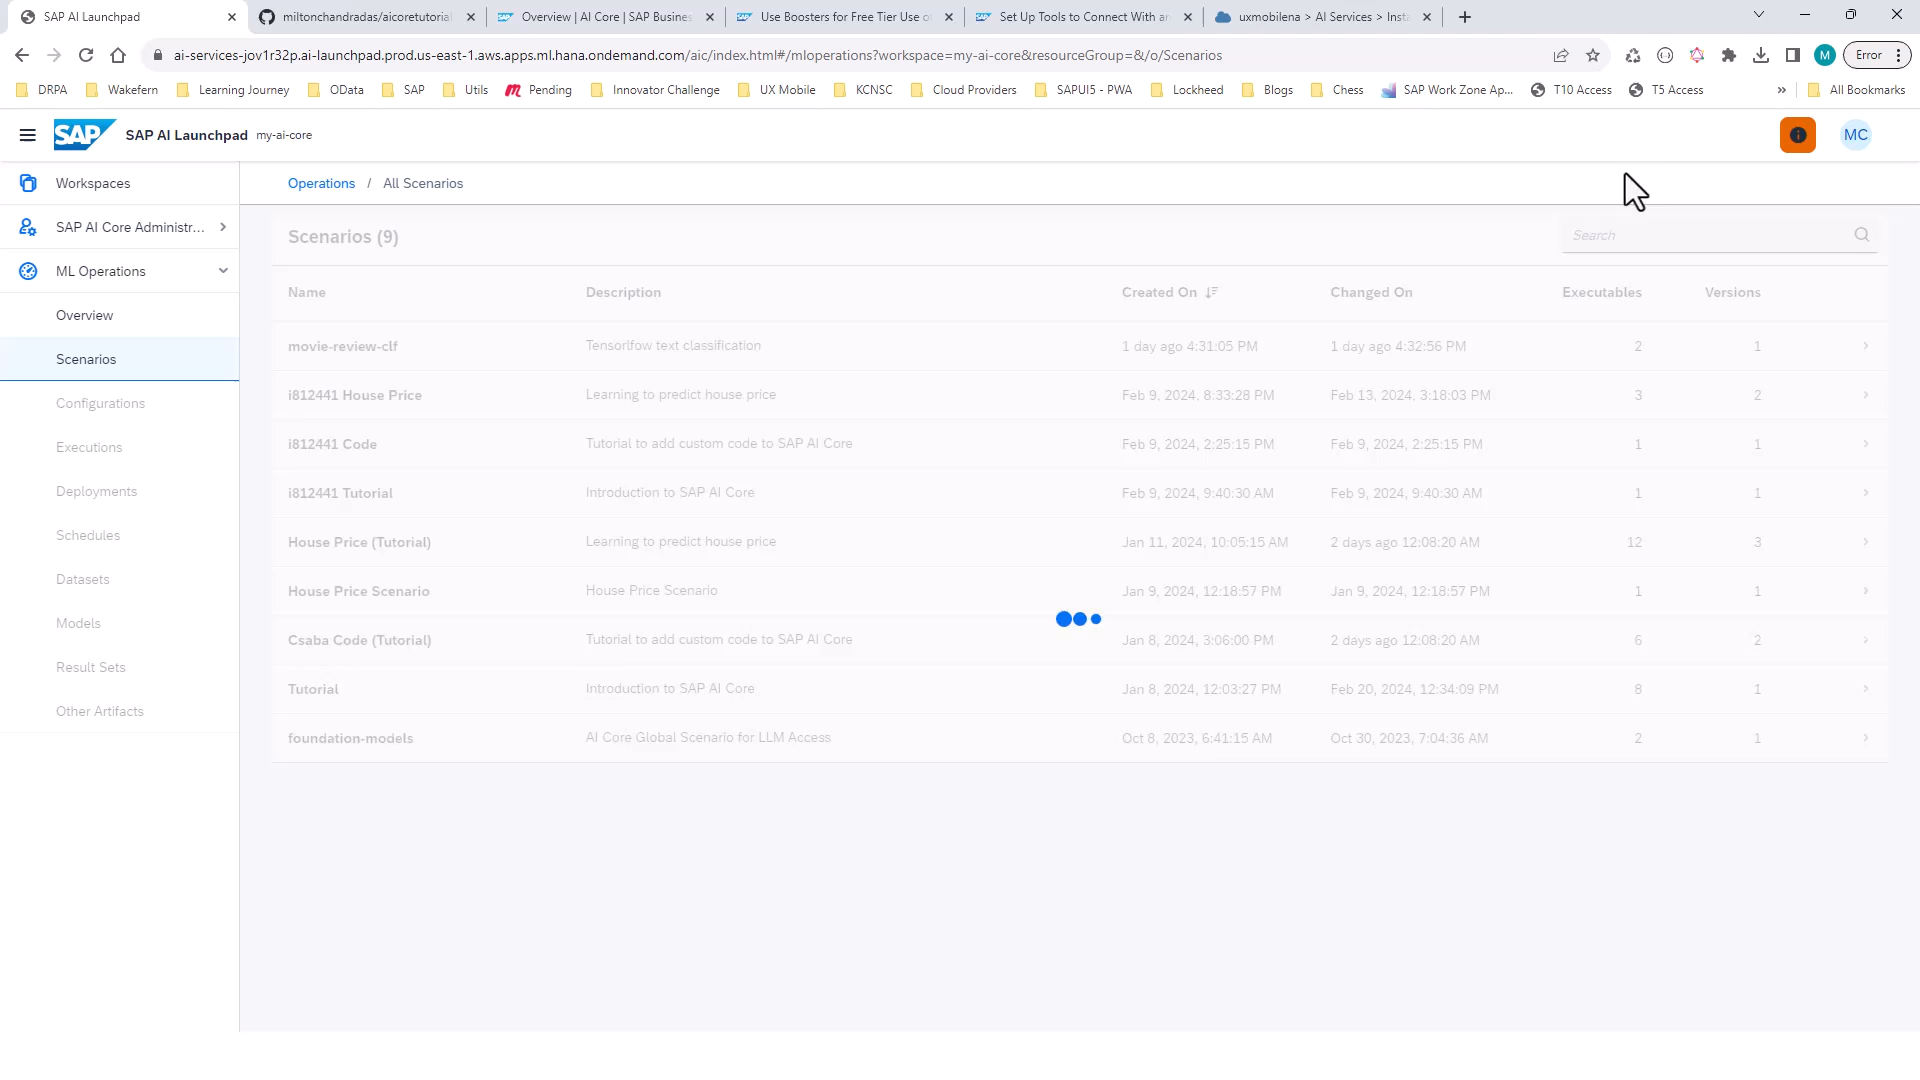 SAP AI Launchpad
miltonchandradas/aicoretutorial
Overview | AI Core | SAP Busines
Use Boosters for Free Tier Use o
Set Up Tools to Connect With an
uxmobilena > AI Services > Insta
ai-services-jov1r32p.ai-launchpad.prod.us-east-1.aws.apps.ml.hana.ondemand.com/aic/index.html#/mloperations?workspace=my-ai-core&resourceGroup=&/o/Scenarios
M
Error
DRPA
Wakefern
Learning Journey
OData
SAP
Utils
Pending
Innovator Challenge
UX Mobile
KCNSC
Cloud Providers
SAPUI5 - PWA
Lockheed
Blogs
Chess
SAP Work Zone Ap...
T10 Access
T5 Access
All Bookmarks
SAP
SAP AI Launchpad
my-ai-core
MC
Workspaces
SAP AI Core Administr...
ML Operations
Overview
Scenarios
Configurations
Executions
Deployments
Schedules
Datasets
Models
Result Sets
Other Artifacts
Operations / All Scenarios
Scenarios (9)
Search
Name Description Created On Changed On Executables Versions
movie-review-clf Tensorlfow text classification 1 day ago 4:31:05 PM 1 day ago 4:32:56 PM 2 1
i812441 House Price Learning to predict house price Feb 9, 2024, 8:33:28 PM Feb 13, 2024, 3:18:03 PM 3 2
i812441 Code Tutorial to add custom code to SAP AI Core Feb 9, 2024, 2:25:15 PM Feb 9, 2024, 2:25:15 PM 1 1
i812441 Tutorial Introduction to SAP AI Core Feb 9, 2024, 9:40:30 AM Feb 9, 2024, 9:40:30 AM 1 1
House Price (Tutorial) Learning to predict house price Jan 11, 2024, 10:05:15 AM 2 days ago 12:08:20 AM 12 3
House Price Scenario House Price Scenario Jan 9, 2024, 12:18:57 PM Jan 9, 2024, 12:18:57 PM 1 1
Csaba Code (Tutorial) Tutorial to add custom code to SAP AI Core Jan 8, 2024, 3:06:00 PM 2 days ago 12:08:20 AM 6 2
Tutorial Introduction to SAP AI Core Jan 8, 2024, 12:03:27 PM Feb 20, 2024, 12:34:09 PM 8 1
foundation-models AI Core Global Scenario for LLM Access Oct 8, 2023, 6:41:15 AM Oct 30, 2023, 7:04:36 AM 2 1